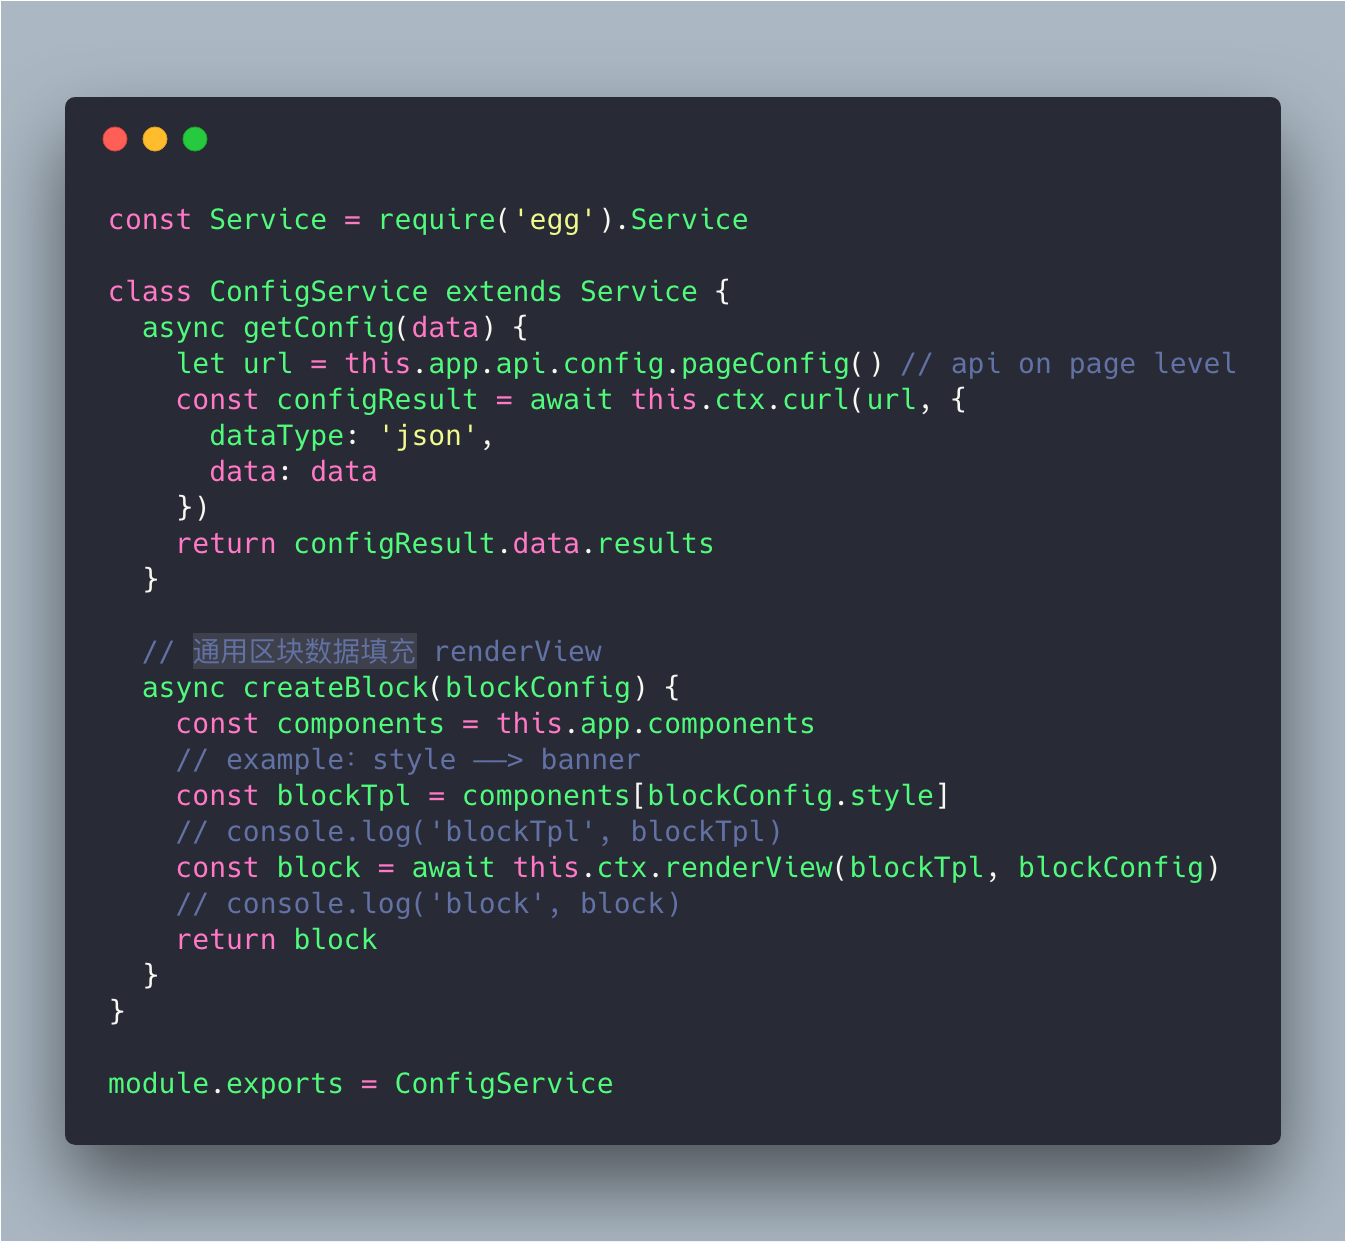 const Service = require('egg').Service
class ConfigService extends Service {
  async getConfig(data) {
    let url = this.app.api.config.pageConfig() // api on page level
    const configResult = await this.ctx.curl(url, {
      dataType: 'json',
      data: data
    })
    return configResult.data.results
  }
  // 通用区块数据填充 renderView
  async createBlock(blockConfig) {
    const components = this.app.components
    // example: style ——> banner
    const blockTpl = components[blockConfig.style]
    // console.log('blockTpl', blockTpl)
    const block = await this.ctx.renderView(blockTpl, blockConfig)
    // console.log('block', block)
    return block
  }
}
module.exports = ConfigService